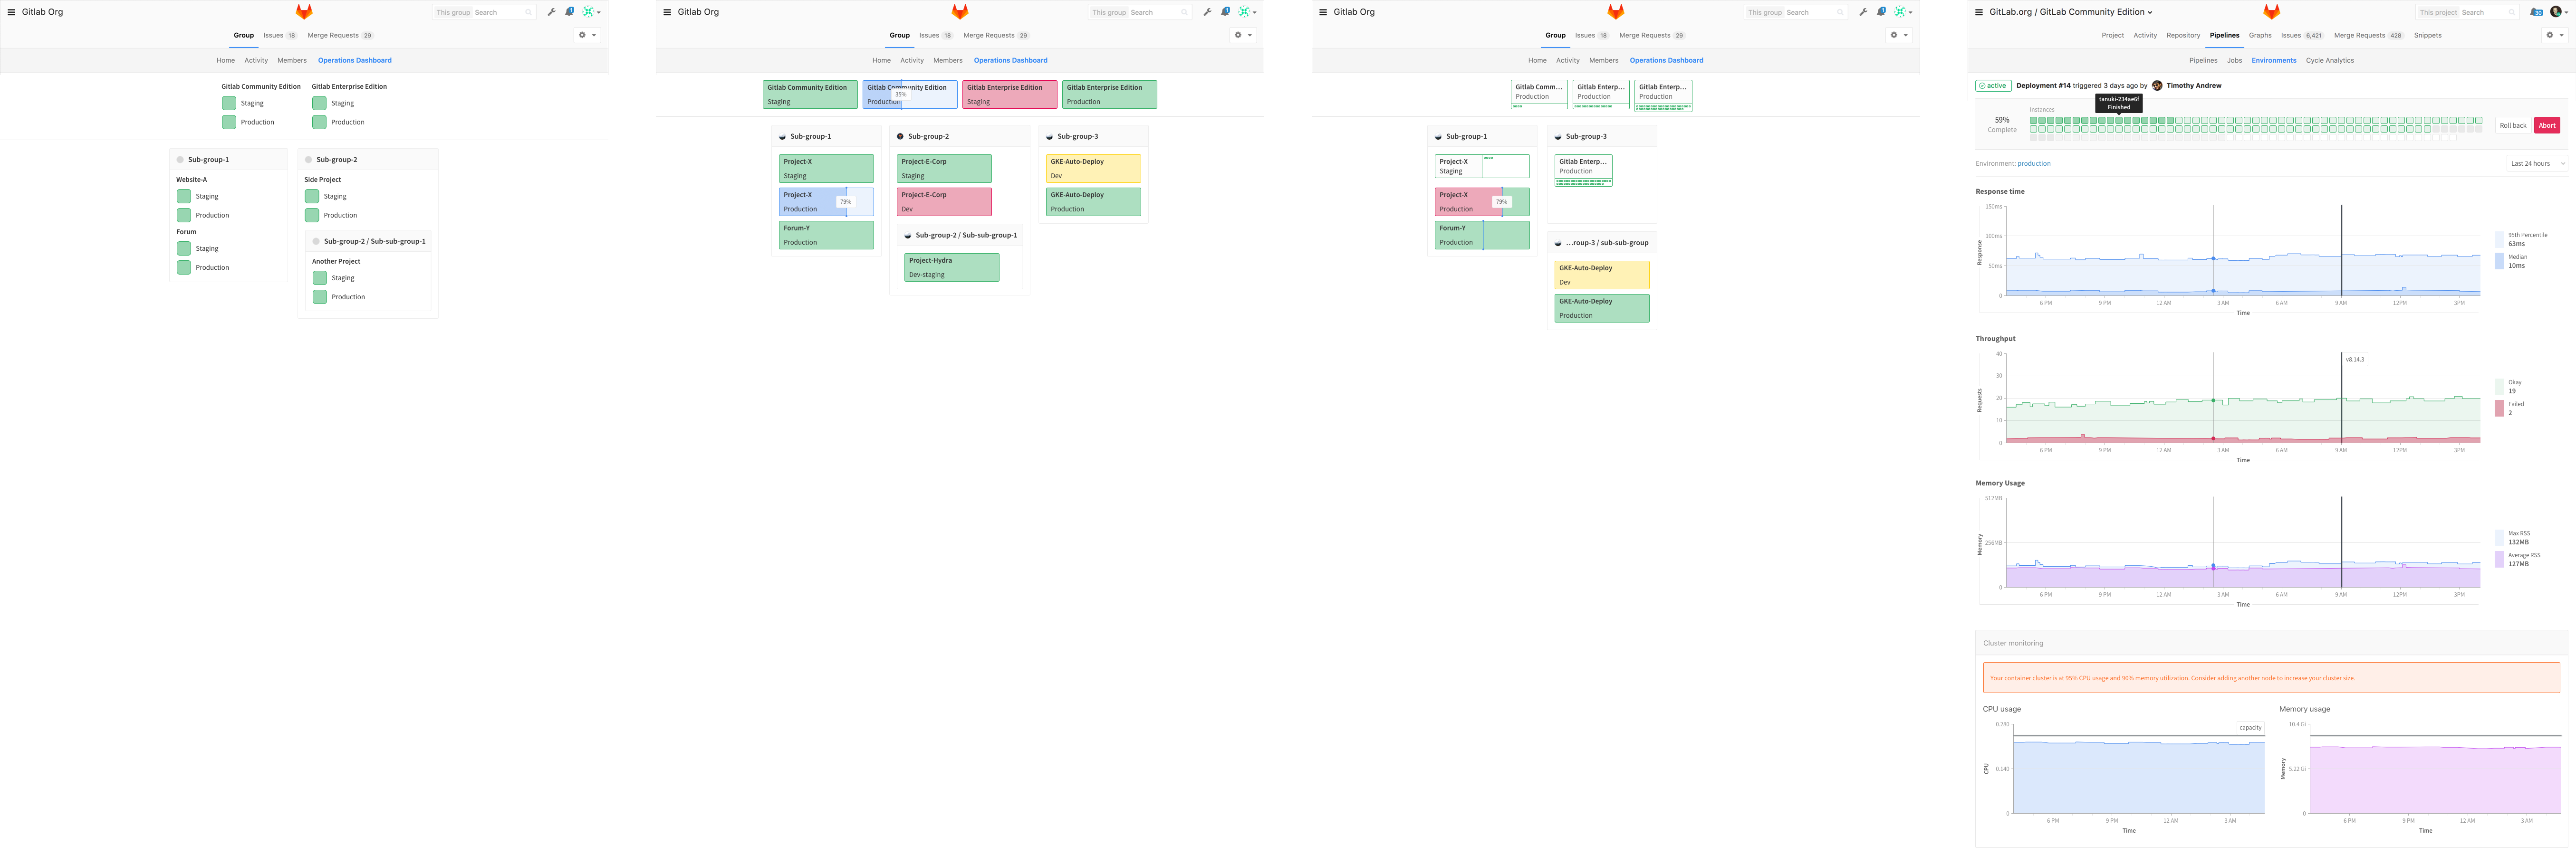 Gitlab Org
This group Search
Group Issues 18 Merge Requests 29
Home Activity Members Operations Dashboard
Gitlab Community Edition Gitlab Enterprise Edition
Staging Staging
Production Production
Sub-group-1
Website-A
Staging
Production
Forum
Staging
Production
Sub-group-2
Side Project
Staging
Production
Sub-group-2 / Sub-sub-group-1
Another Project
Staging
Production
Gitlab Org
This group Search
Group Issues 18 Merge Requests 29
Home Activity Members Operations Dashboard
Gitlab Community Edition
Staging
Gitlab Community Edition
35%
Production
Gitlab Enterprise Edition
Staging
Gitlab Enterprise Edition
Production
Sub-group-1
Project-X
Staging
Project-X
79%
Production
Forum-Y
Production
Sub-group-2
Project-E-Corp
Staging
Project-E-Corp
Dev
Sub-group-2 / Sub-sub-group-1
Project-Hydra
Dev-staging
Sub-group-3
GKE-Auto-Deploy
Dev
GKE-Auto-Deploy
Production
Gitlab Org
This group Search
Group Issues 18 Merge Requests 29
Home Activity Members Operations Dashboard
Gitlab Comm...
Production
Gitlab Enterp...
Production
Gitlab Enterp...
Production
Sub-group-1
Project-X
Staging
Project-X
79%
Production
Forum-Y
Production
Sub-group-3
Gitlab Enterp...
Production
...roup-3 / sub-sub-group
GKE-Auto-Deploy
Dev
GKE-Auto-Deploy
Production
GitLab.org / GitLab Community Edition
This project Search
Project Activity Repository Pipelines Graphs Issues 6,421 Merge Requests 428 Snippets
Pipelines Jobs Environments Cycle Analytics
active Deployment #14 triggered 3 days ago by Timothy Andrew
tanuki-234ae6f
Finished
Instances
59%
Complete
Roll back Abort
Environment: production
Last 24 hours
Response time
150ms
100ms
50ms
0
Response
6 PM 9 PM 12 AM 3 AM 6 AM 9 AM 12PM 3PM
Time
95th Percentile
63ms
Median
10ms
Throughput
40
30
20
10
0
Requests
v8.14.3
6 PM 9 PM 12 AM 3 AM 6 AM 9 AM 12PM 3PM
Time
Okay
19
Failed
2
Memory Usage
512MB
256MB
0
Memory
6 PM 9 PM 12 AM 3 AM 6 AM 9 AM 12PM 3PM
Time
Max RSS
132MB
Average RSS
127MB
Cluster monitoring
Your container cluster is at 95% CPU usage and 90% memory utilization. Consider adding another node to increase your cluster size.
CPU usage
0.280
0.140
0
CPU
capacity
6 PM 9 PM 12 AM 3 AM
Time
Memory usage
10.4 Gi
5.22 Gi
0
Memory
6 PM 9 PM 12 AM 3 AM
Time